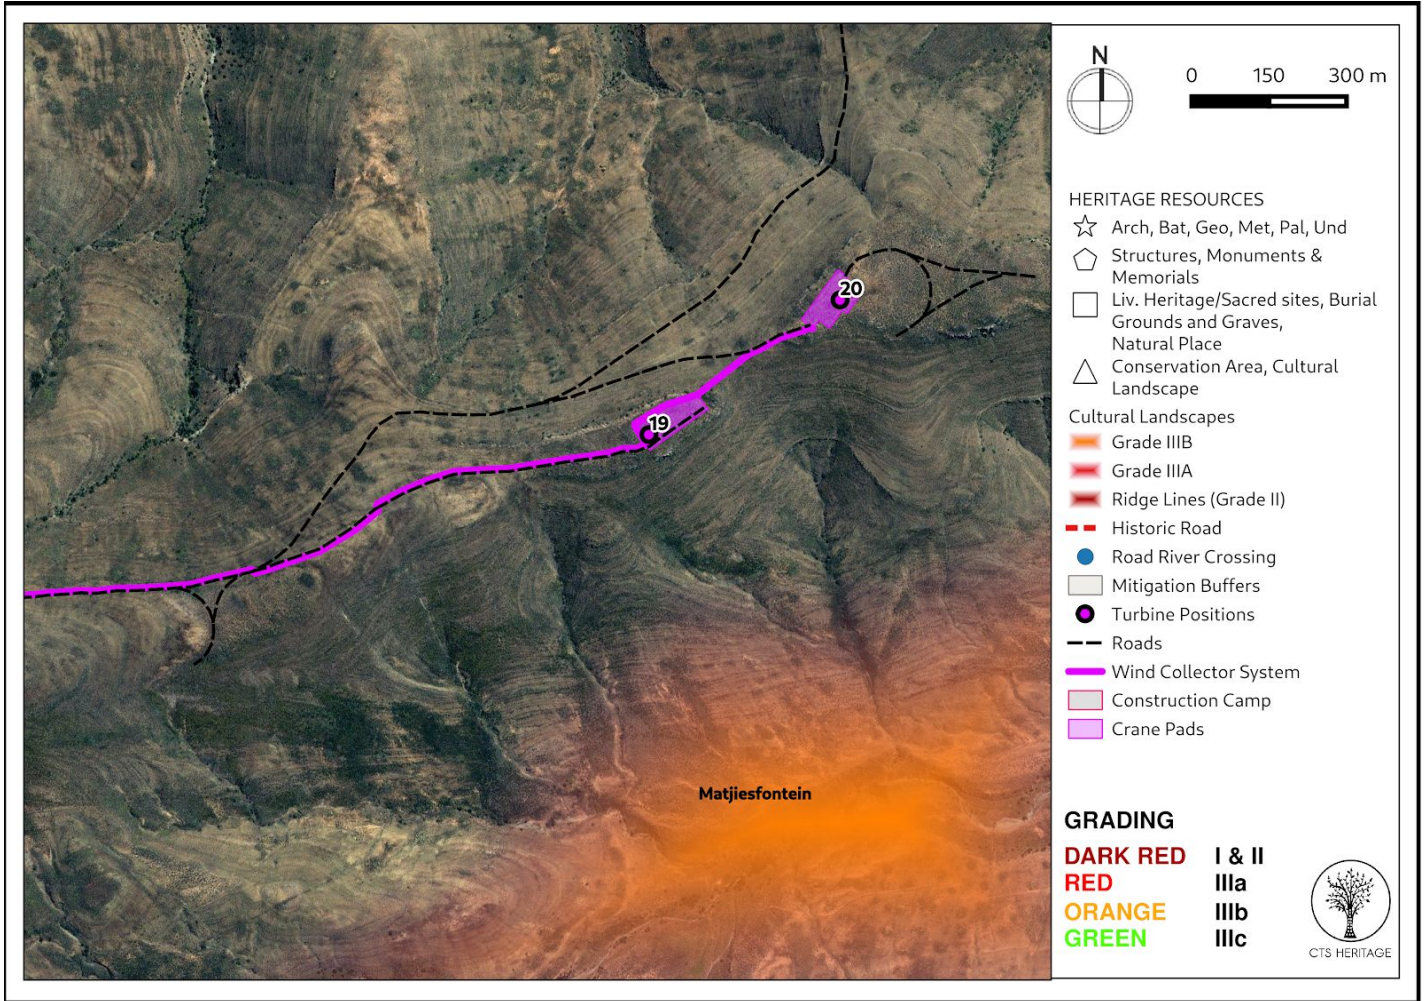 N
0 150 300 m
HERITAGE RESOURCES
Arch, Bat, Geo, Met, Pal, Und
Structures, Monuments &
Memorials
Liv. Heritage/Sacred sites, Burial
Grounds and Graves,
Natural Place
Conservation Area, Cultural
Landscape
Cultural Landscapes
Grade IIIB
Grade IIIA
Ridge Lines (Grade II)
Historic Road
Road River Crossing
Mitigation Buffers
Turbine Positions
Roads
Wind Collector System
Construction Camp
Crane Pads
20
19
Matjiesfontein
GRADING
DARK RED I & II
RED IIIa
ORANGE IIIb
GREEN IIIc
CTS HERITAGE